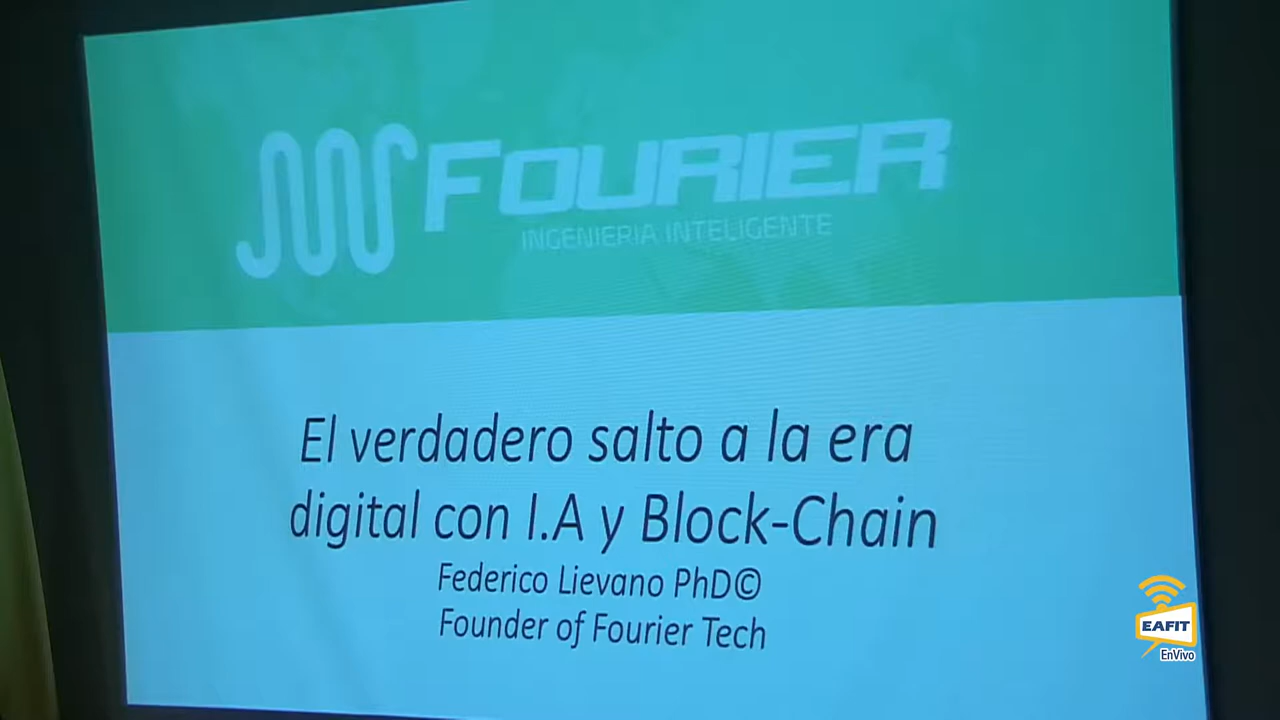 FOURIER
INGENIERIA INTELIGENTE
El verdadero salto a la era
digital con I.A y Block-Chain
Federico Lievano PhD©
Founder of Fourier Tech
EAFIT
EnVivo